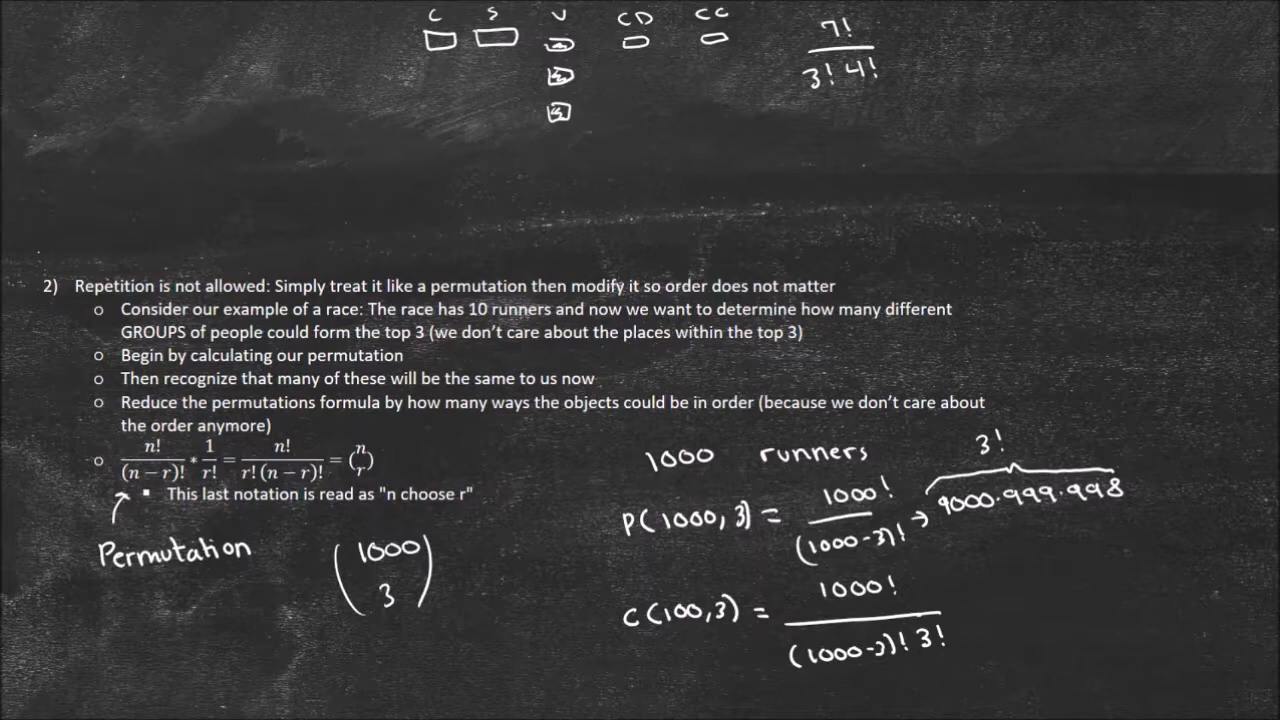 C S V CD CC
7!
3! 4!
2) Repetition is not allowed: Simply treat it like a permutation then modify it so order does not matter
o Consider our example of a race: The race has 10 runners and now we want to determine how many different
GROUPS of people could form the top 3 (we don't care about the places within the top 3)
o Begin by calculating our permutation
o Then recognize that many of these will be the same to us now
o Reduce the permutations formula by how many ways the objects could be in order (because we don't care about
the order anymore)
o n!/(n − r)! * 1/r! = n!/r! (n − r)! = (n r)
▪ This last notation is read as "n choose r"
Permutation
(1000 3)
1000 runners
3!
P(1000, 3) = 1000!/(1000-3)! → 1000·999·998
C(100,3) = 1000!/(1000-3)! 3!